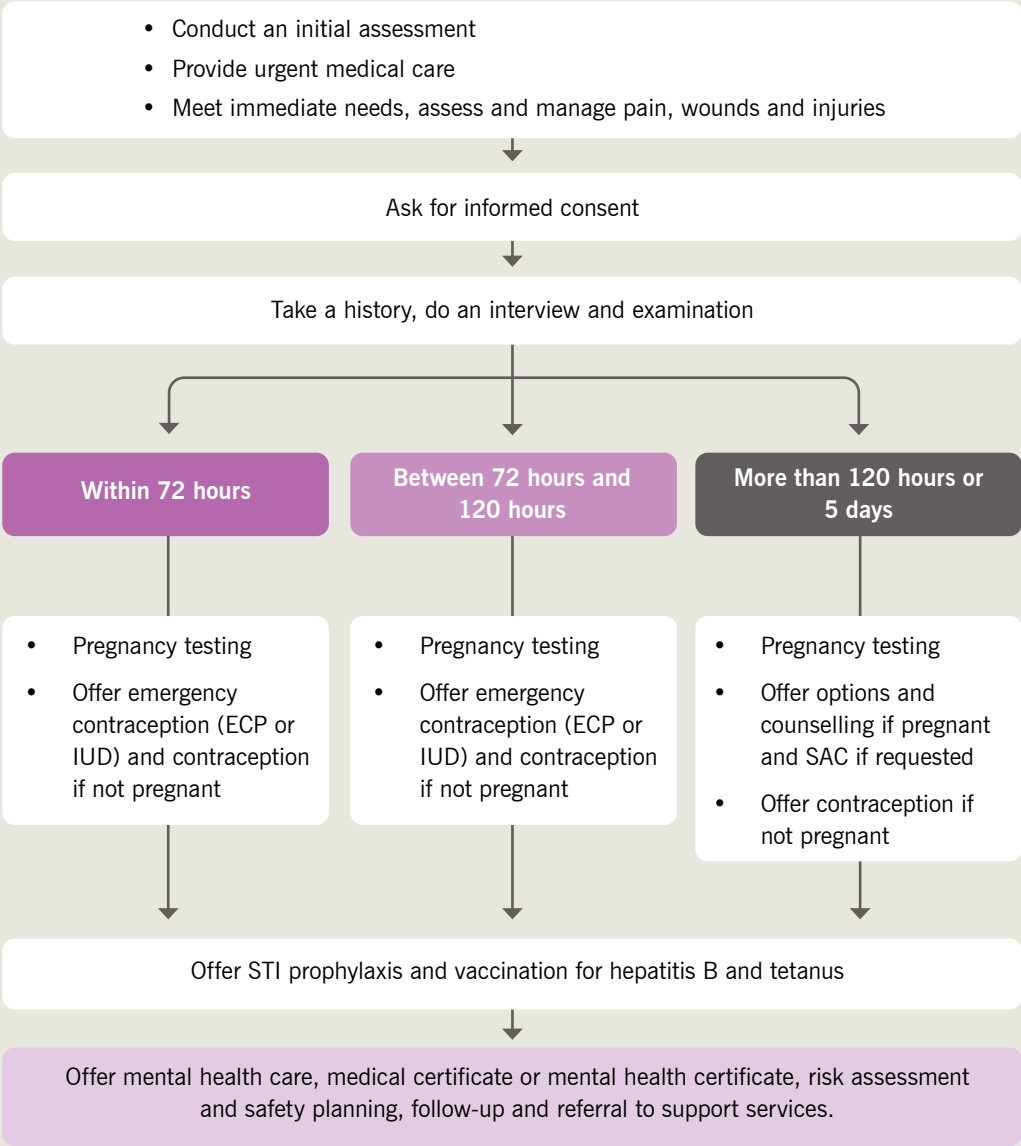 • Conduct an initial assessment
• Provide urgent medical care
• Meet immediate needs, assess and manage pain, wounds and injuries
Ask for informed consent
Take a history, do an interview and examination
Within 72 hours
Between 72 hours and
120 hours
More than 120 hours or
5 days
• Pregnancy testing
• Offer emergency
contraception (ECP or
IUD) and contraception
if not pregnant
• Pregnancy testing
• Offer emergency
contraception (ECP or
IUD) and contraception
if not pregnant
• Pregnancy testing
• Offer options and
counselling if pregnant
and SAC if requested
• Offer contraception if
not pregnant
Offer STI prophylaxis and vaccination for hepatitis B and tetanus
Offer mental health care, medical certificate or mental health certificate, risk assessment
and safety planning, follow-up and referral to support services.